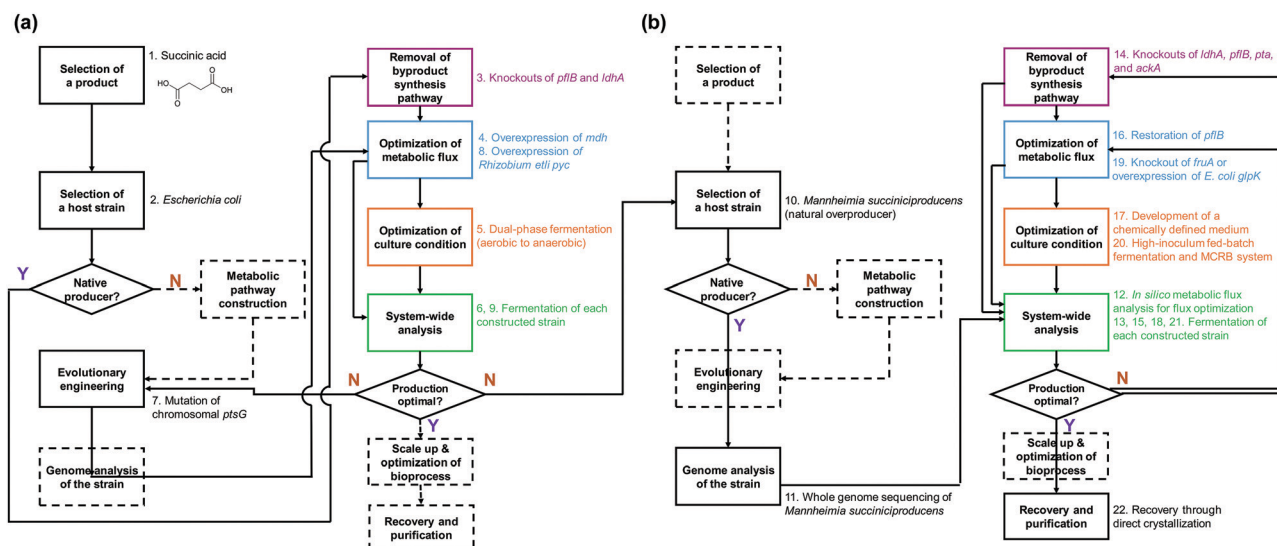 (a)
1. Succinic acid
HO
O
O
OH
Selection of
a product
Selection of
a host strain
2. Escherichia coli
Y
Native
producer?
N
Metabolic
pathway
construction
Evolutionary
engineering
7. Mutation of
chromosomal ptsG
Genome analysis
of the strain
Removal of
byproduct
synthesis
pathway
3. Knockouts of pflB and ldhA
Optimization of
metabolic flux
4. Overexpression of mdh
8. Overexpression of
Rhizobium etli pyc
Optimization of
culture condition
5. Dual-phase fermentation
(aerobic to anaerobic)
System-wide
analysis
6, 9. Fermentation of each
constructed strain
N
Production
optimal?
N
Y
Scale up &
optimization of
bioprocess
Recovery and
purification
(b)
Selection of
a product
Selection of
a host strain
10. Mannheimia succiniciproducens
(natural overproducer)
Native
producer?
N
Y
Metabolic
pathway
construction
Evolutionary
engineering
Genome analysis
of the strain
11. Whole genome sequencing of
Mannheimia succiniciproducens
Removal of
byproduct
synthesis
pathway
14. Knockouts of ldhA, pflB, pta,
and ackA
Optimization of
metabolic flux
16. Restoration of pflB
19. Knockout of fruA or
overexpression of E. coli glpK
Optimization of
culture condition
17. Development of a
chemically defined medium
20. High-inoculum fed-batch
fermentation and MCRB system
System-wide
analysis
12. In silico metabolic flux
analysis for flux optimization
13, 15, 18, 21. Fermentation of
each constructed strain
Production
optimal?
N
Y
Scale up &
optimization of
bioprocess
Recovery and
purification
22. Recovery through
direct crystallization